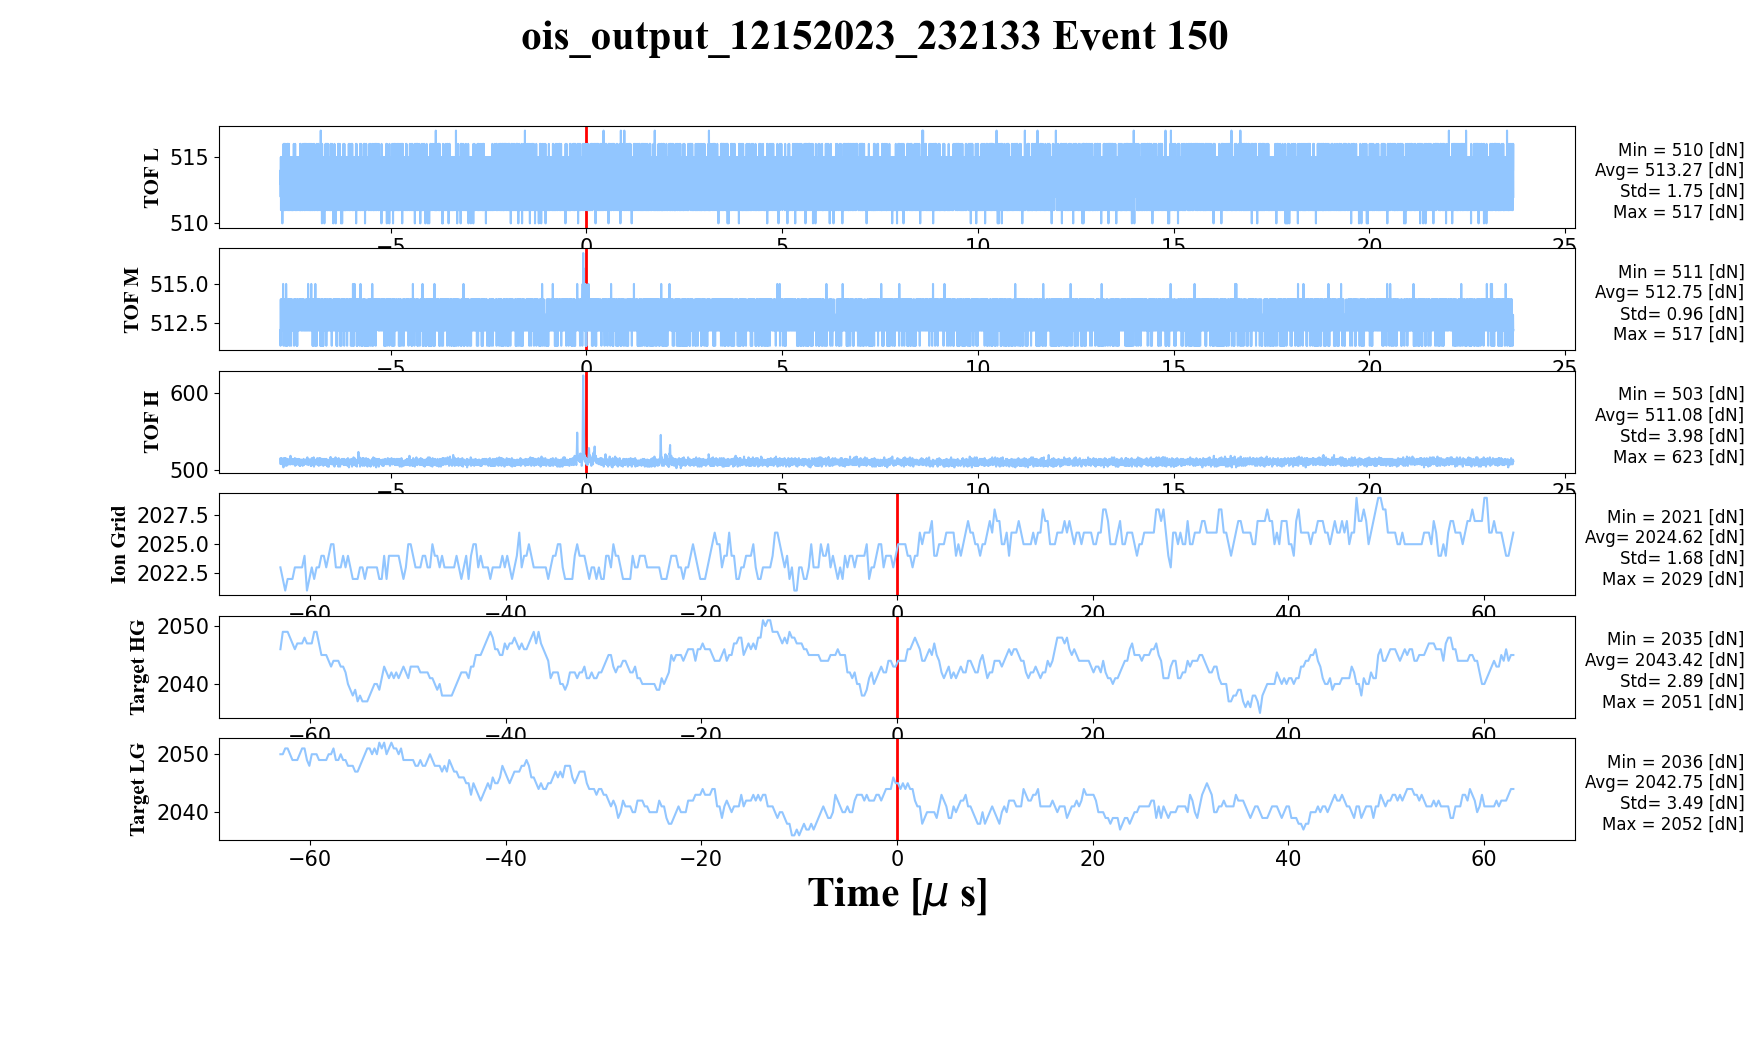 ois_output_12152023_232133 Event 150
TOF L
515
510
Min = 510 [dN]
Avg= 513.27 [dN]
Std= 1.75 [dN]
Max = 517 [dN]
−5 0 5 10 15 20 25
TOF M
515.0
512.5
Min = 511 [dN]
Avg= 512.75 [dN]
Std= 0.96 [dN]
Max = 517 [dN]
−5 0 5 10 15 20 25
TOF H
600
500
Min = 503 [dN]
Avg= 511.08 [dN]
Std= 3.98 [dN]
Max = 623 [dN]
−5 0 5 10 15 20 25
Ion Grid
2027.5
2025.0
2022.5
Min = 2021 [dN]
Avg= 2024.62 [dN]
Std= 1.68 [dN]
Max = 2029 [dN]
−60 −40 −20 0 20 40 60
Target HG
2050
2040
Min = 2035 [dN]
Avg= 2043.42 [dN]
Std= 2.89 [dN]
Max = 2051 [dN]
−60 −40 −20 0 20 40 60
Target LG
2050
2040
Min = 2036 [dN]
Avg= 2042.75 [dN]
Std= 3.49 [dN]
Max = 2052 [dN]
−60 −40 −20 0 20 40 60
Time [μ s]